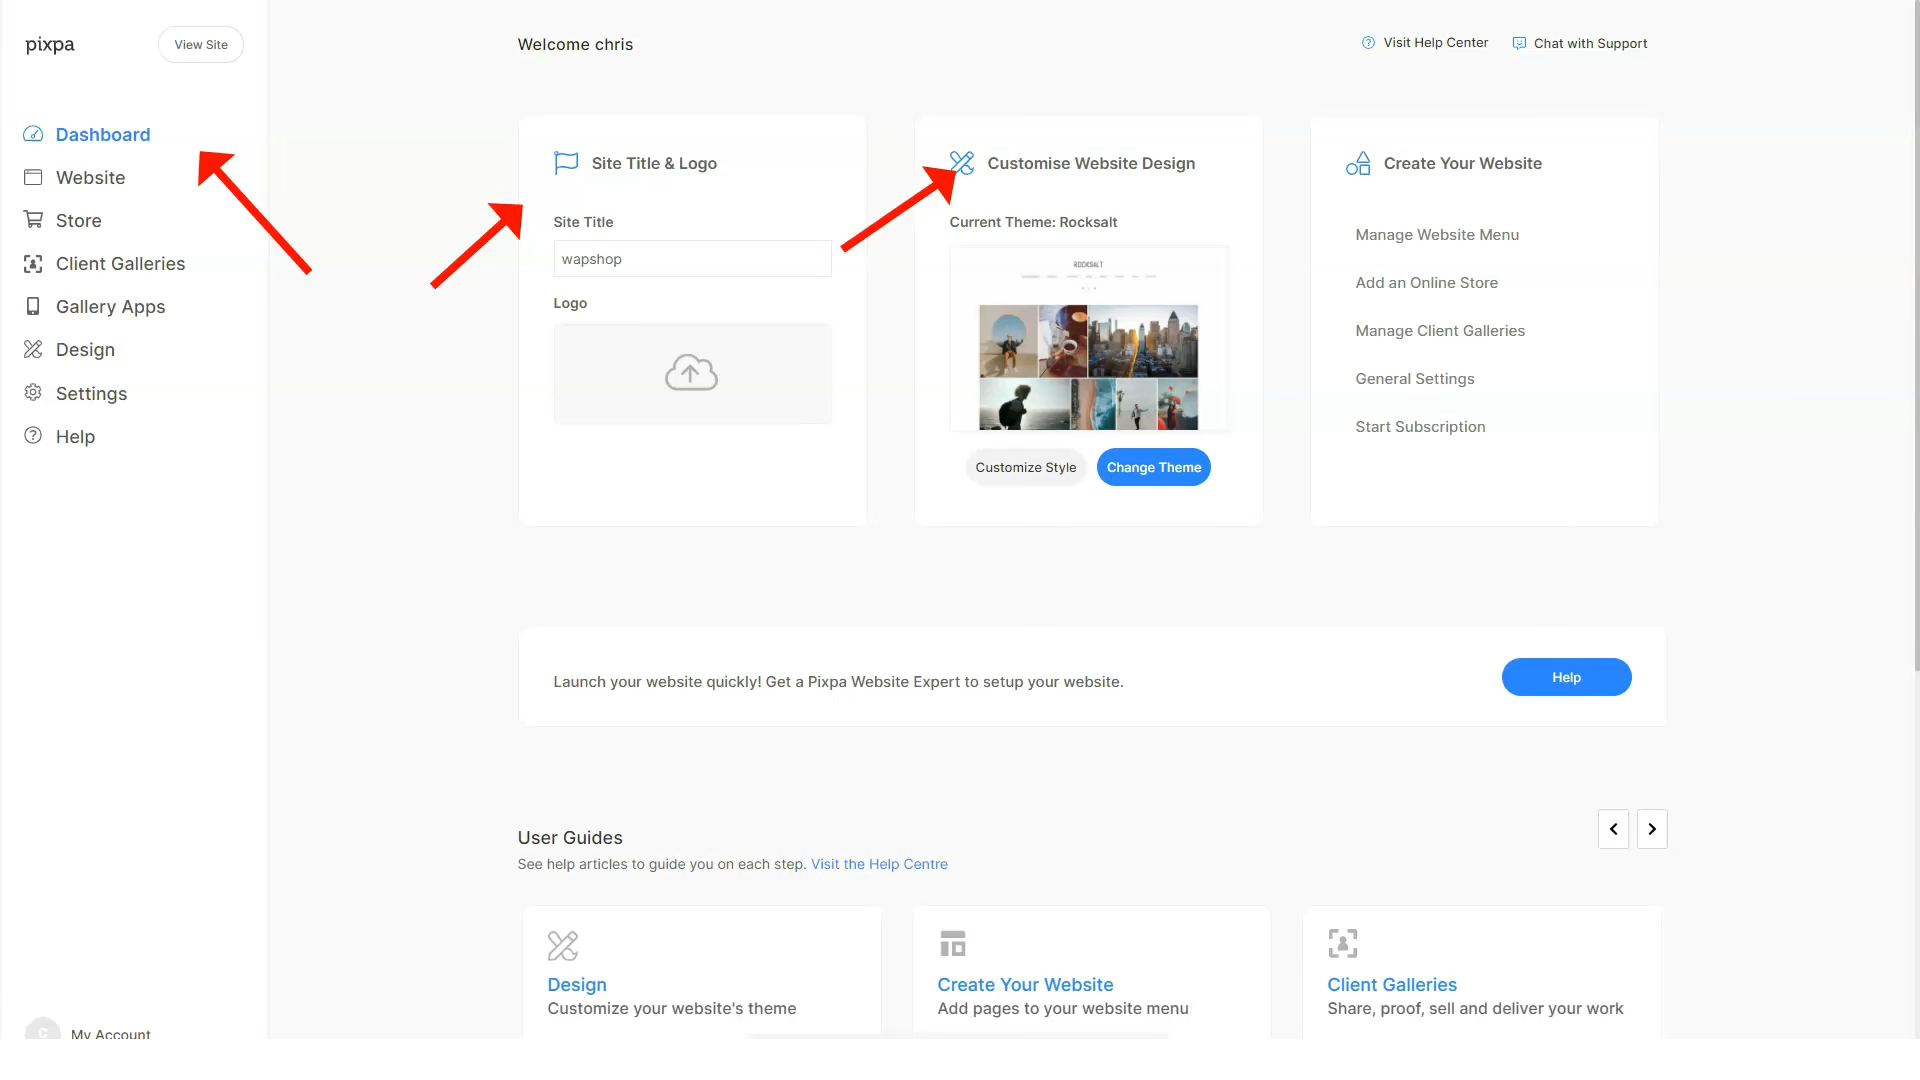 pixpa
View Site
Welcome chris
Visit Help Center
Chat with Support
Dashboard
Website
Store
Client Galleries
Gallery Apps
Design
Settings
Help
Site Title & Logo
Site Title
wapshop
Logo
Customise Website Design
Current Theme: Rocksalt
ROCKSALT
Customize Style
Change Theme
Create Your Website
Manage Website Menu
Add an Online Store
Manage Client Galleries
General Settings
Start Subscription
Launch your website quickly! Get a Pixpa Website Expert to setup your website.
Help
User Guides
See help articles to guide you on each step. Visit the Help Centre
Design
Customize your website's theme
Create Your Website
Add pages to your website menu
Client Galleries
Share, proof, sell and deliver your work
C
My Account